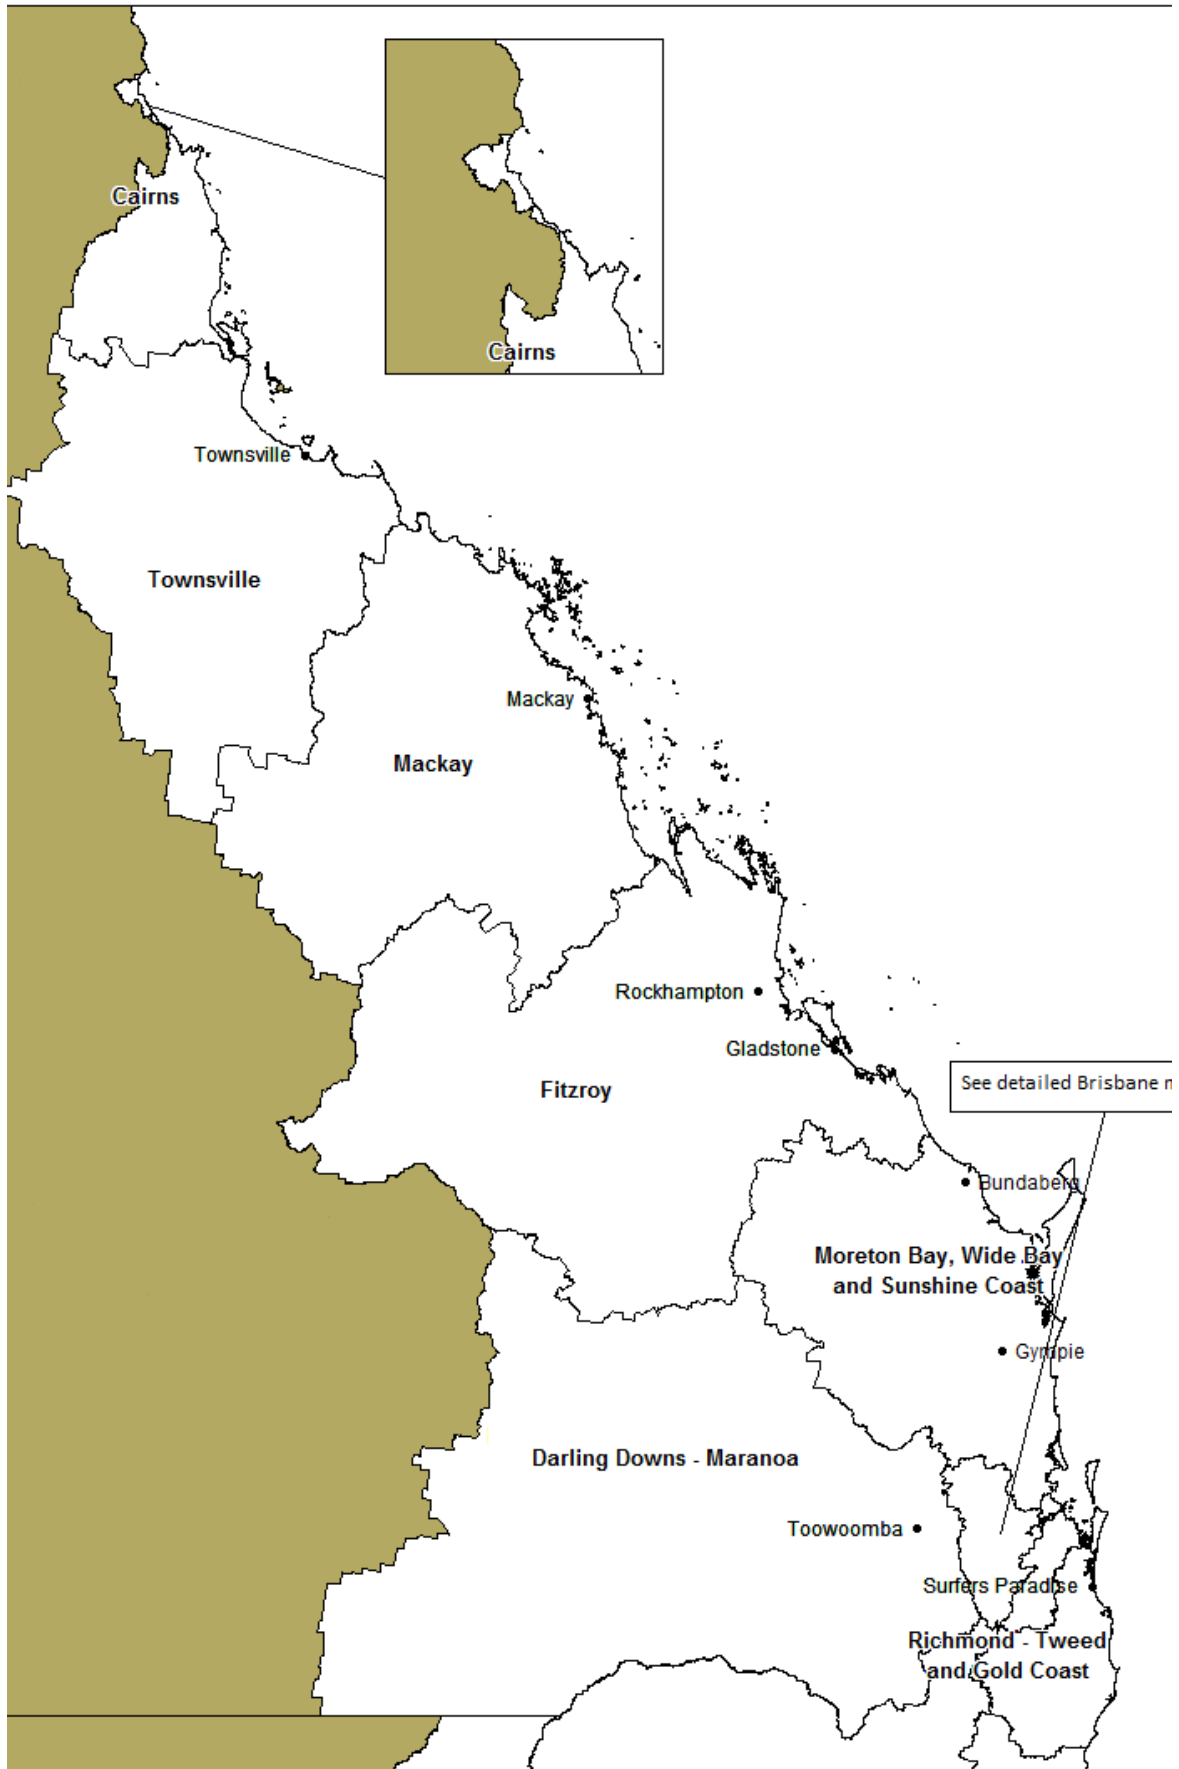 Cairns
Cairns
Townsville
Townsville
Mackay
Mackay
Rockhampton
Gladstone
See detailed Brisbane
Fitzroy
Bundaberg
Moreton Bay, Wide Bay
and Sunshine Coast
Gympie
Darling Downs - Maranoa
Toowoomba
Surfers Paradise
Richmond - Tweed
and Gold Coast